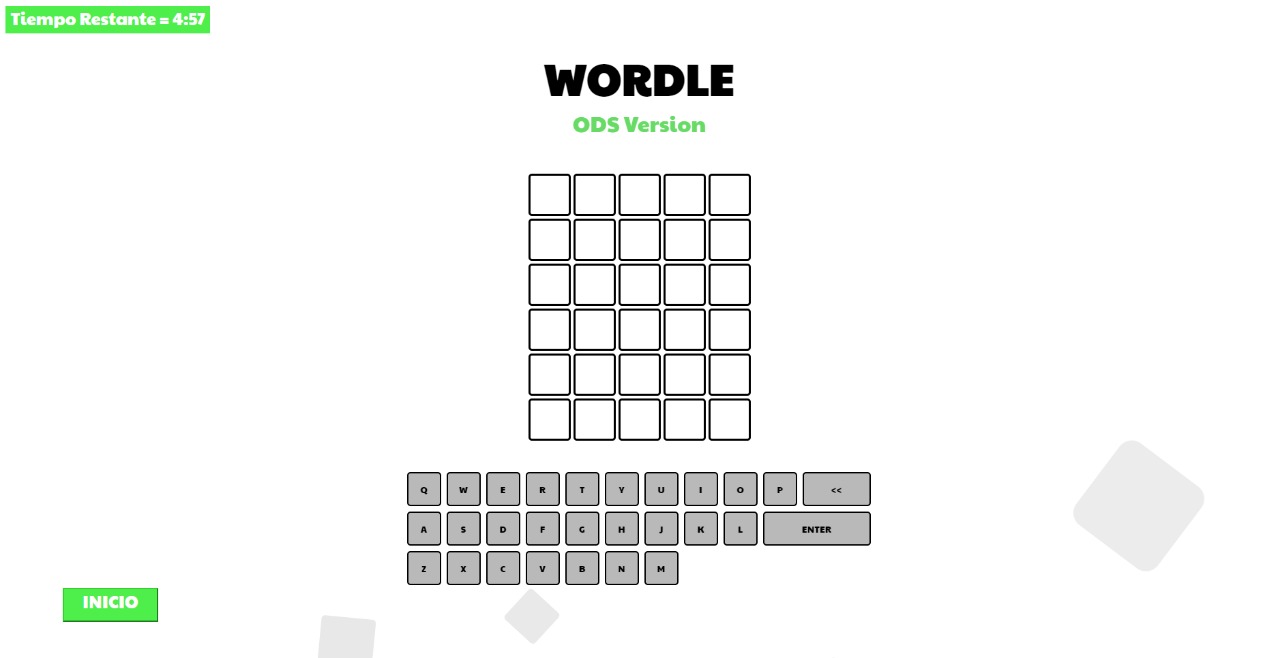 Tiempo Restante = 4:57
WORDLE
ODS Version
Q W E R T Y U I O P <<
A S D F G H J K L ENTER
Z X C V B N M
INICIO